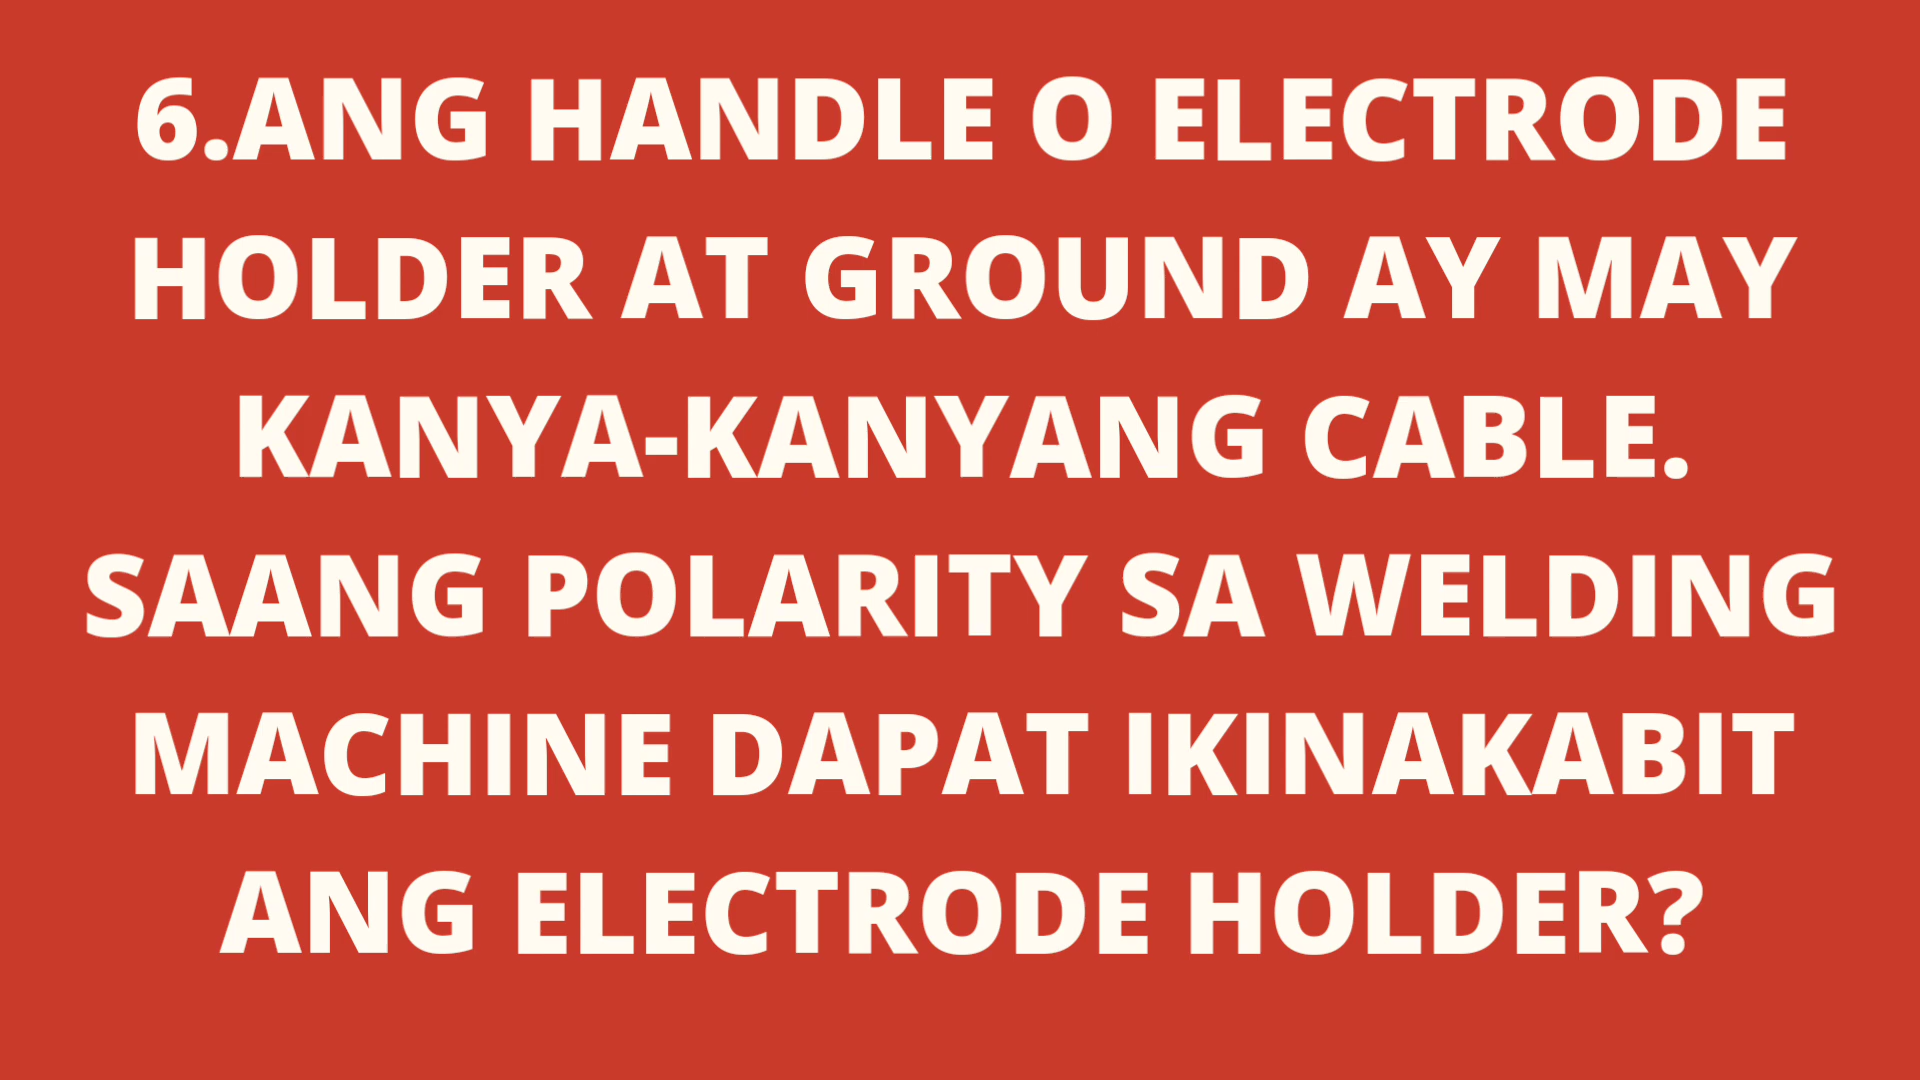 6.ANG HANDLE O ELECTRODE
HOLDER AT GROUND AY MAY
KANYA-KANYANG CABLE.
SAANG POLARITY SA WELDING
MACHINE DAPAT IKINAKABIT
ANG ELECTRODE HOLDER?